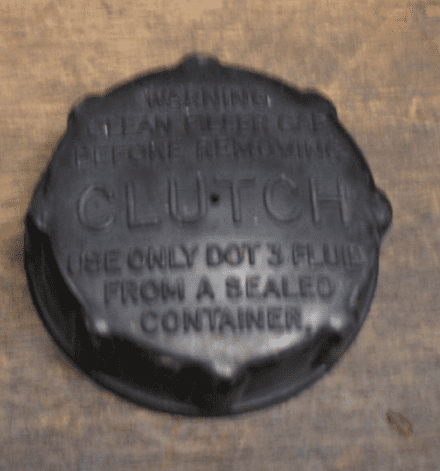 WARNING
CLEAN FILLER CAP
BEFORE REMOVING
CLUTCH
USE ONLY DOT 3 FLUID
FROM A SEALED
CONTAINER.